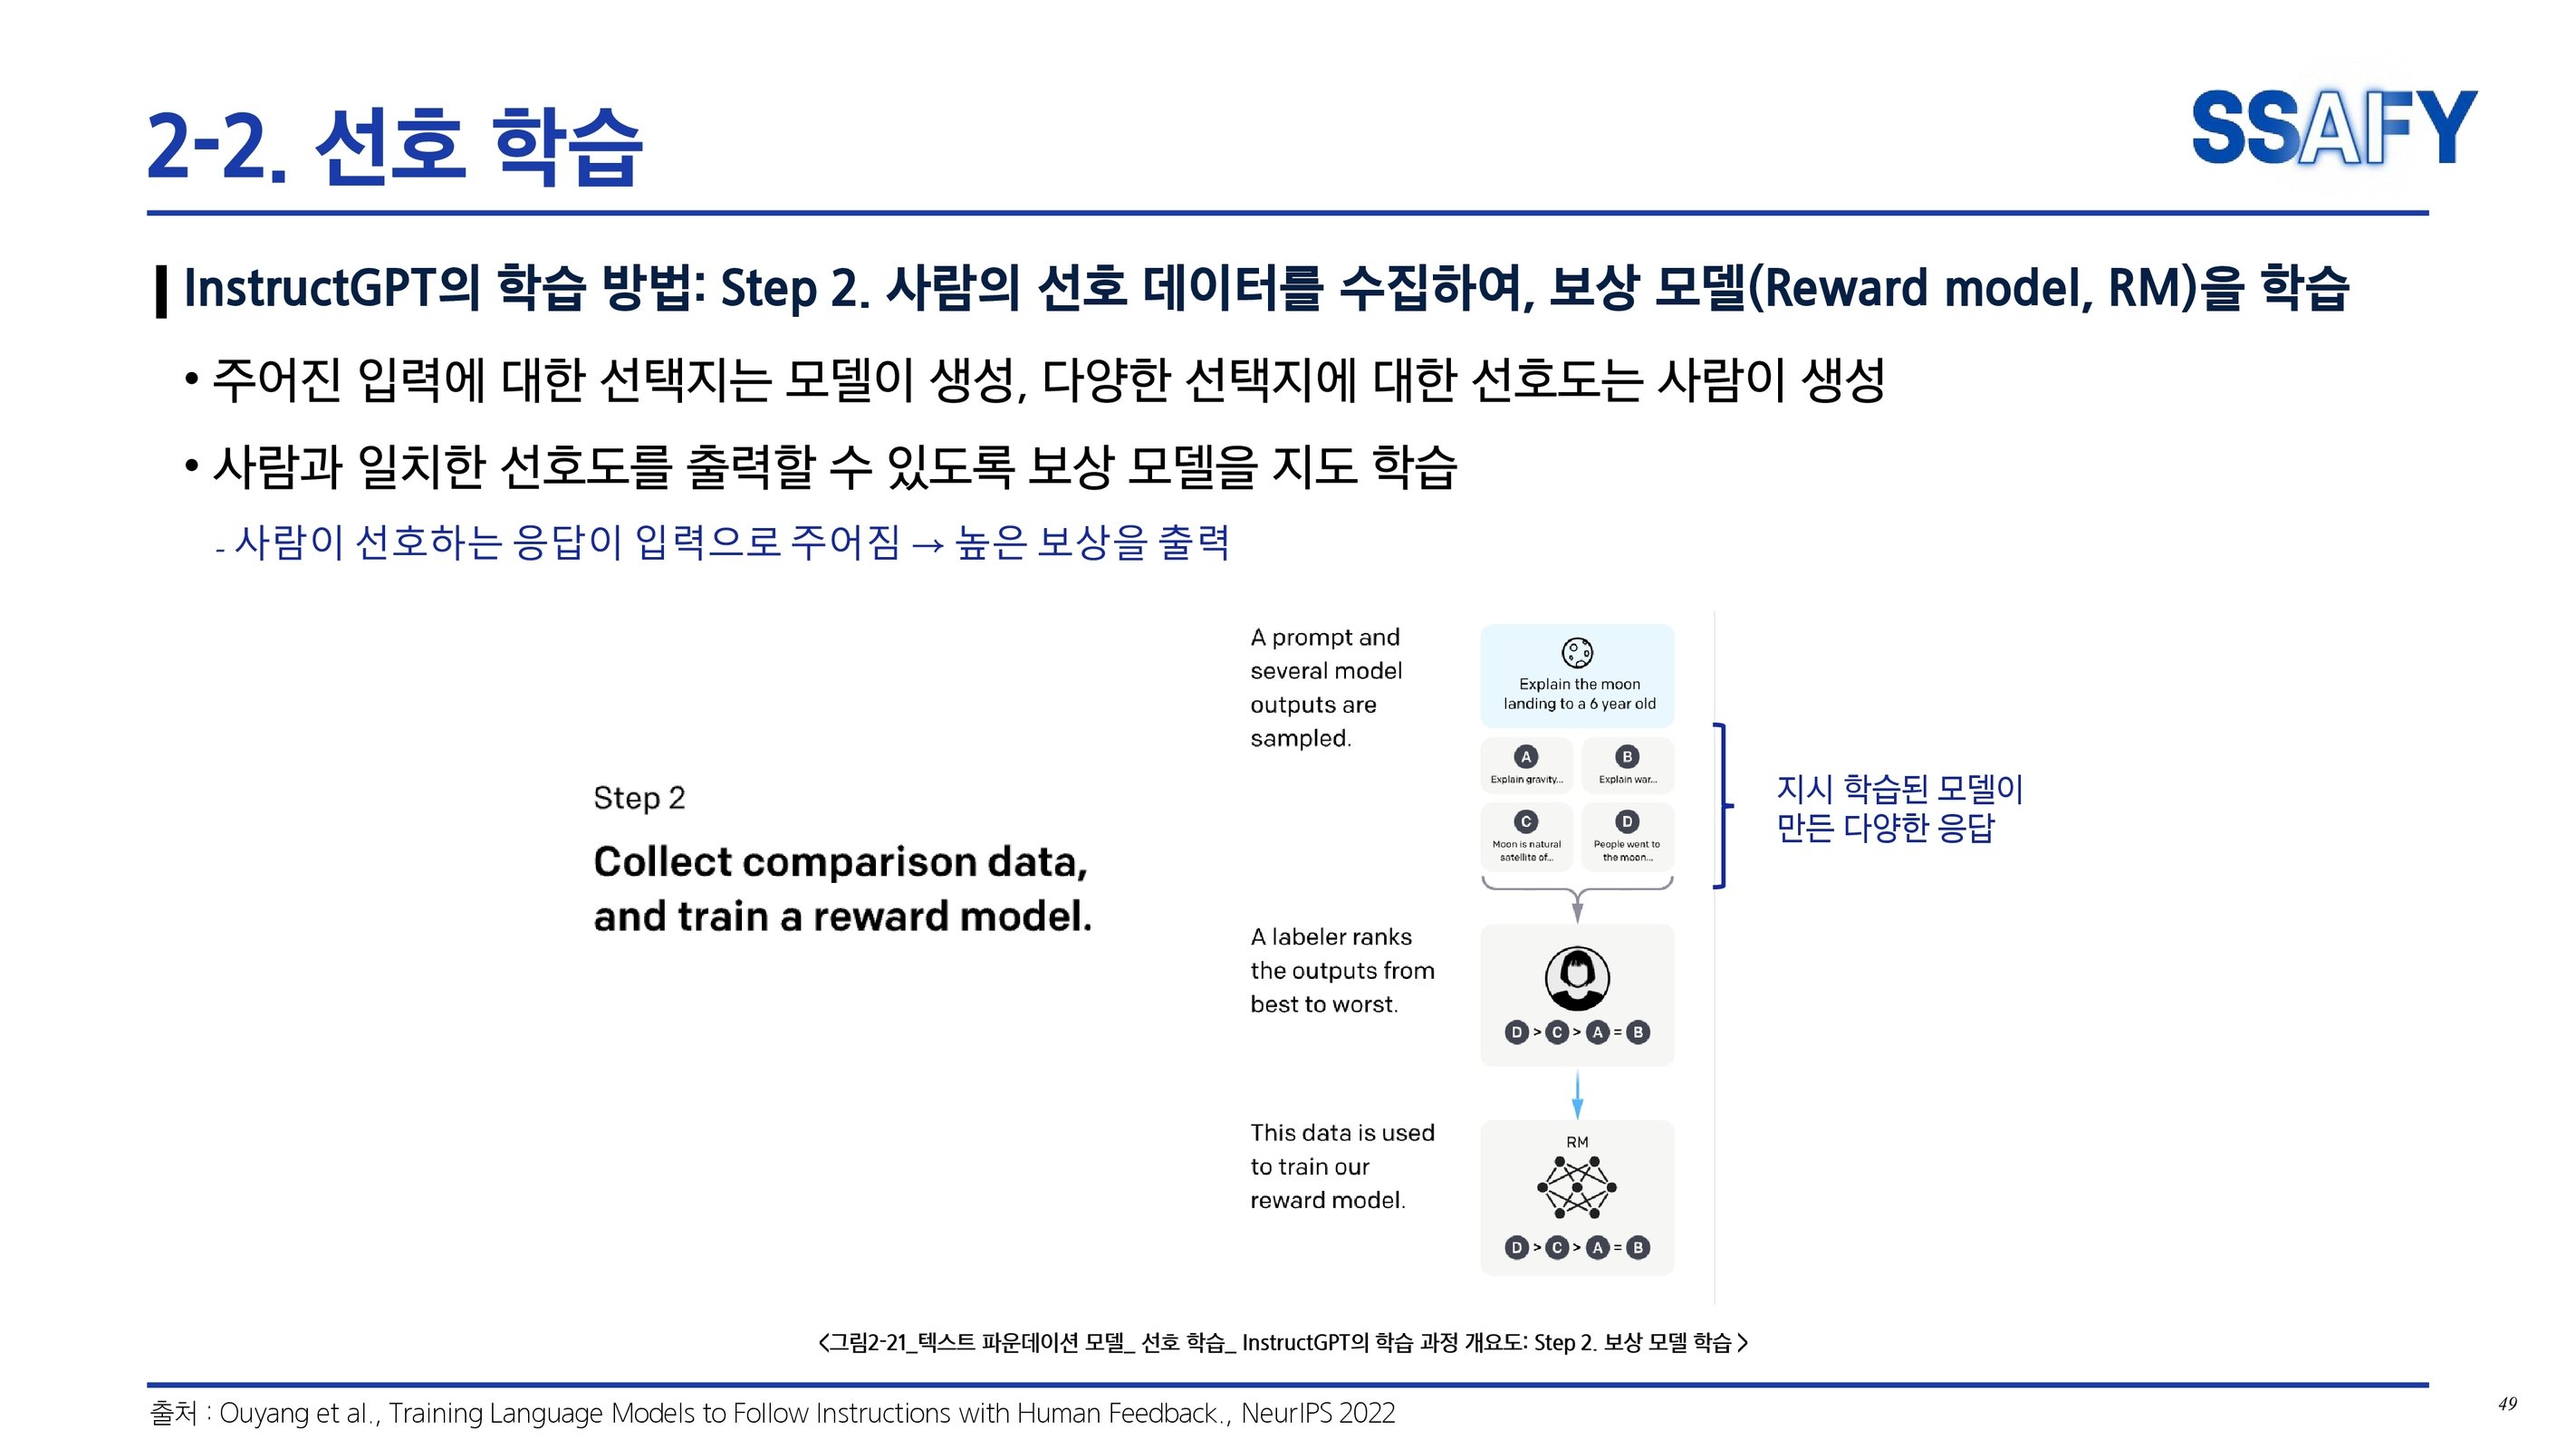 2-2. 선호 학습
SSAFY
InstructGPT의 학습 방법: Step 2. 사람의 선호 데이터를 수집하여, 보상 모델(Reward model, RM)을 학습
• 주어진 입력에 대한 선택지는 모델이 생성, 다양한 선택지에 대한 선호도는 사람이 생성
• 사람과 일치한 선호도를 출력할 수 있도록 보상 모델을 지도 학습
- 사람이 선호하는 응답이 입력으로 주어짐 → 높은 보상을 출력
Step 2
Collect comparison data,
and train a reward model.
A prompt and
several model
outputs are
sampled.
Explain the moon
landing to a 6 year old
A
Explain gravity...
B
Explain war...
C
Moon is natural
satellite of...
D
People went to
the moon...
지시 학습된 모델이
만든 다양한 응답
A labeler ranks
the outputs from
best to worst.
D > C > A = B
This data is used
to train our
reward model.
RM
D > C > A = B
<그림2-21_텍스트 파운데이션 모델_ 선호 학습_ InstructGPT의 학습 과정 개요도: Step 2. 보상 모델 학습>
출처 : Ouyang et al., Training Language Models to Follow Instructions with Human Feedback., NeurIPS 2022
49